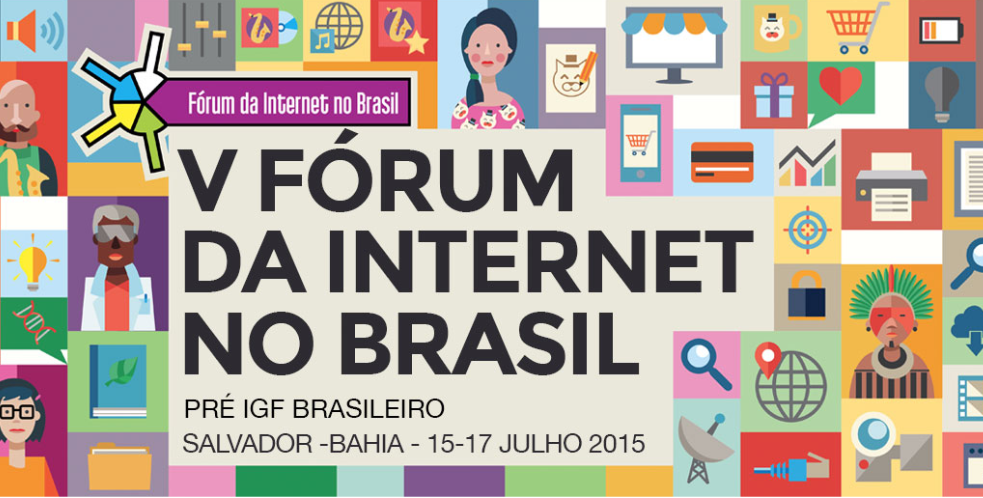 Fórum da Internet no Brasil
V FÓRUM
DA INTERNET
NO BRASIL
PRÉ IGF BRASILEIRO
SALVADOR -BAHIA - 15-17 JULHO 2015